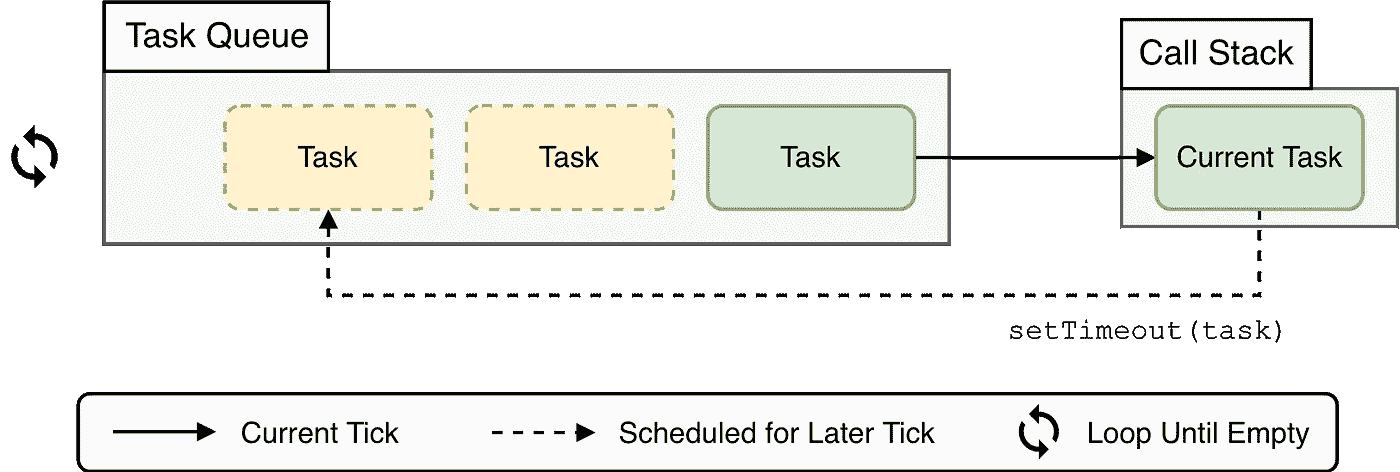 Task Queue
Call Stack
Task
Task
Task
Current Task
setTimeout(task)
Current Tick
Scheduled for Later Tick
Loop Until Empty